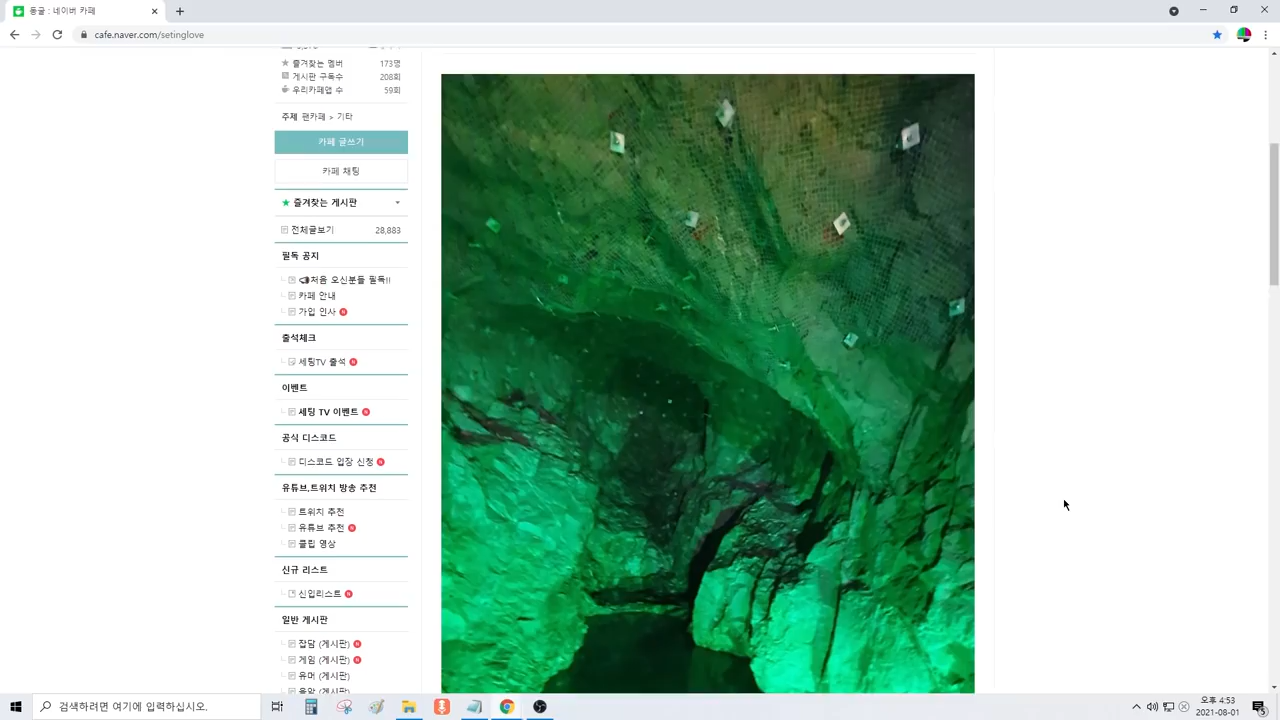 동굴 : 네이버 카페
cafe.naver.com/setinglove
즐겨찾는 멤버 173명
게시판 구독수 208회
우리카페앱 수 59회
주제 팬카페 > 기타
카페 글쓰기
카페 채팅
즐겨찾는 게시판
전체글보기 28,883
필독 공지
처음 오신분들 필독!!
카페 안내
가입 인사 N
출석체크
세팅TV 출석 N
이벤트
세팅 TV 이벤트 N
공식 디스코드
디스코드 입장 신청 N
유튜브,트위치 방송 추천
트위치 추천
유튜브 추천 N
클립 영상
신규 리스트
신입리스트 N
일반 게시판
잡담 (게시판) N
게임 (게시판) N
유머 (게시판)
검색하려면 여기에 입력하십시오.
오후 4:53
2021-08-01
5